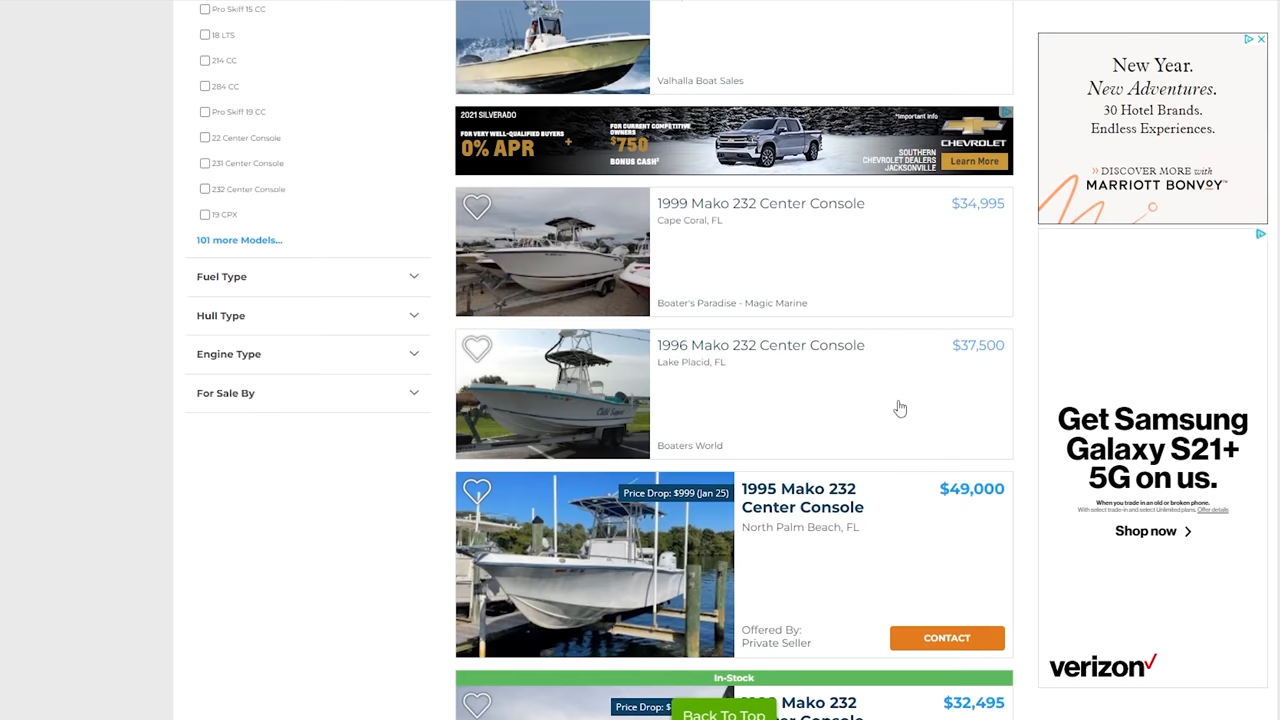 Pro Skiff 15 CC
18 LTS
214 CC
284 CC
Pro Skiff 19 CC
22 Center Console
231 Center Console
232 Center Console
19 CPX
101 more Models...
Fuel Type
Hull Type
Engine Type
For Sale By
Valhalla Boat Sales
2021 SILVERADO
FOR VERY WELL-QUALIFIED BUYERS
0% APR
+
FOR CURRENT COMPETITIVE
OWNERS
$750
BONUS CASH²
*Important Info
CHEVROLET
SOUTHERN
CHEVROLET DEALERS
JACKSONVILLE
Learn More
1999 Mako 232 Center Console
$34,995
Cape Coral, FL
Boater's Paradise - Magic Marine
1996 Mako 232 Center Console
$37,500
Lake Placid, FL
Boaters World
Price Drop: $999 (Jan 25)
1995 Mako 232
Center Console
$49,000
North Palm Beach, FL
Offered By:
Private Seller
CONTACT
In-Stock
Price Drop: $
Mako 232
Console
$32,495
Back To Top
New Year.
New Adventures.
30 Hotel Brands.
Endless Experiences.
DISCOVER MORE with
MARRIOTT BONVOY™
Get Samsung
Galaxy S21+
5G on us.
When you trade in an old or broken phone.
With select trade-in and select Unlimited plans. Offer details
Shop now
verizon